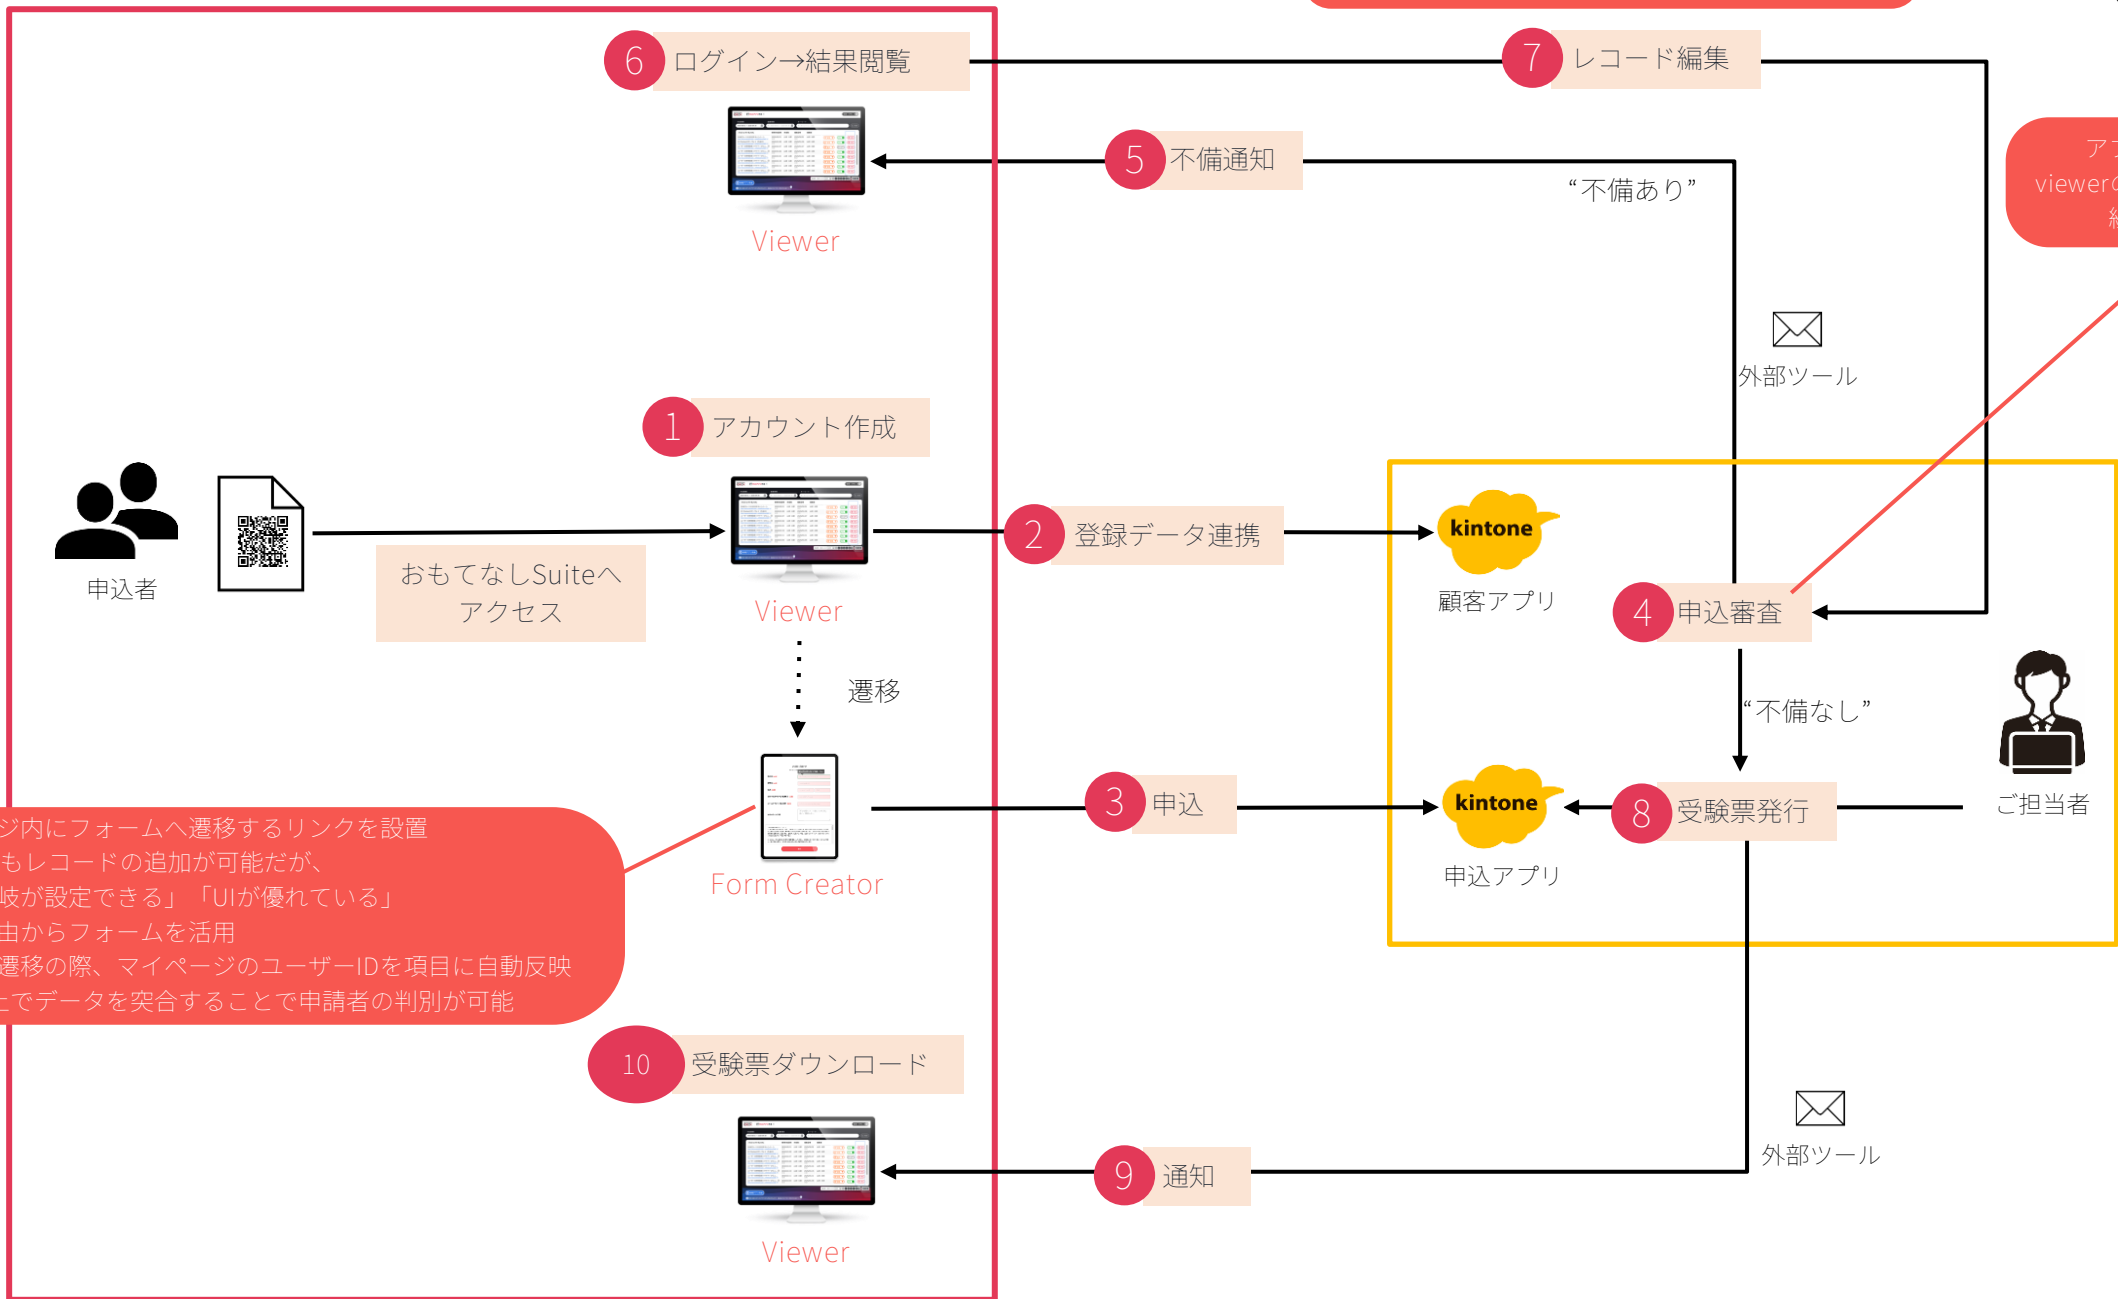 6 ログイン→結果閲覧
7 レコード編集
Viewer
5 不備通知
“不備あり”
viewerの
外部ツール
1 アカウント作成
申込者
おもてなしSuiteへ
アクセス
Viewer
2 登録データ連携
kintone
顧客アプリ
4 申込審査
遷移
“不備なし”
ご担当者
Form Creator
3 申込
kintone
申込アプリ
8 受験票発行
ジ内にフォームへ遷移するリンクを設置
もレコードの追加が可能だが、
岐が設定できる」「UIが優れている」
由からフォームを活用
遷移の際、マイページのユーザーIDを項目に自動反映
上でデータを突合することで申請者の判別が可能
10 受験票ダウンロード
Viewer
9 通知
外部ツール